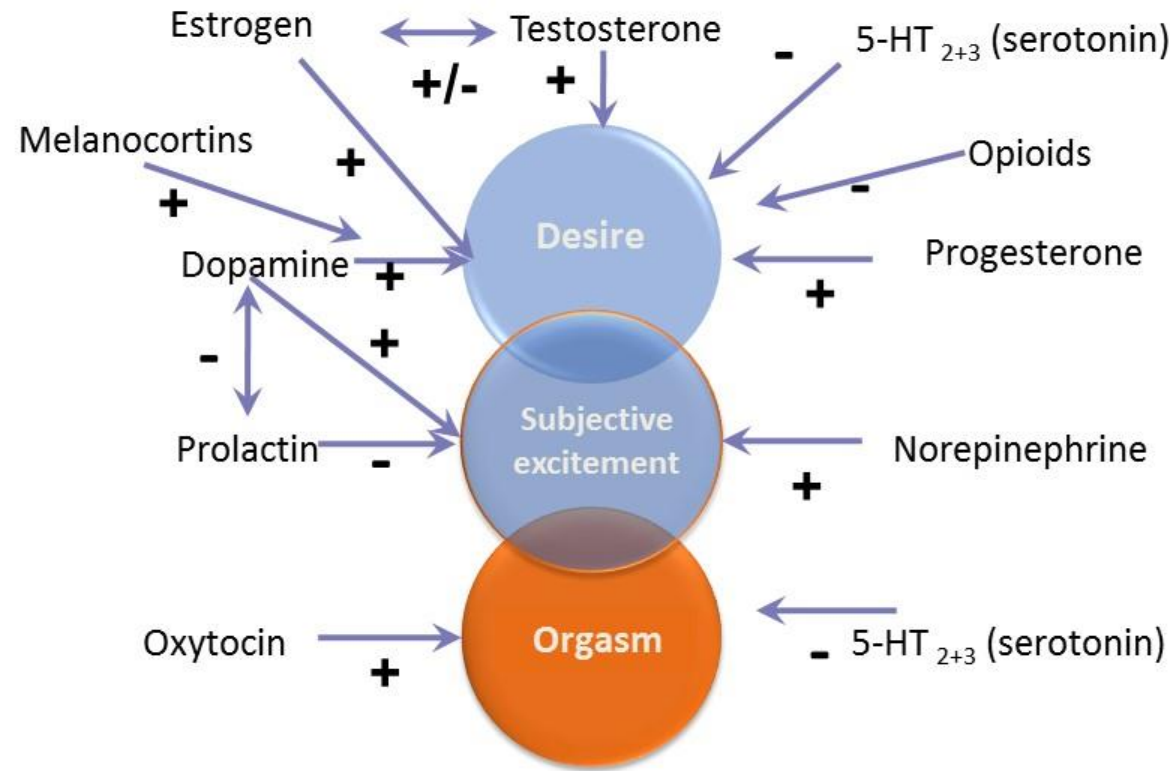 Estrogen
Testosterone
5-HT 2+3 (serotonin)
+/-
+
-
Melanocortins
+
+
Opioids
-
Desire
Dopamine
+
Progesterone
+
+
-
Subjective
excitement
Prolactin
-
Norepinephrine
+
Oxytocin
+
Orgasm
- 5-HT 2+3 (serotonin)